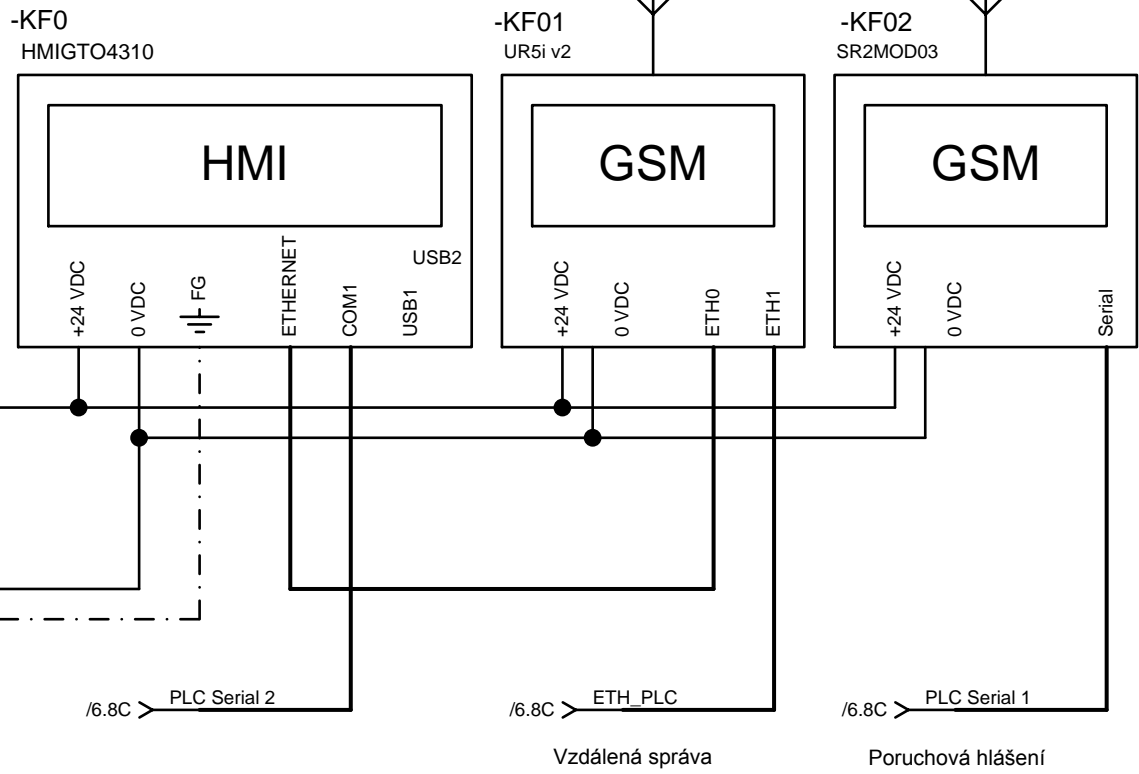 -KF0
HMIGTO4310
HMI
+24 VDC
0 VDC
FG
ETHERNET
COM1
USB1
USB2
-KF01
UR5i v2
GSM
+24 VDC
0 VDC
ETH0
ETH1
-KF02
SR2MOD03
GSM
+24 VDC
0 VDC
Serial
/6.8C
PLC Serial 2
/6.8C
ETH_PLC
/6.8C
PLC Serial 1
Vzdálená správa
Poruchová hlášení